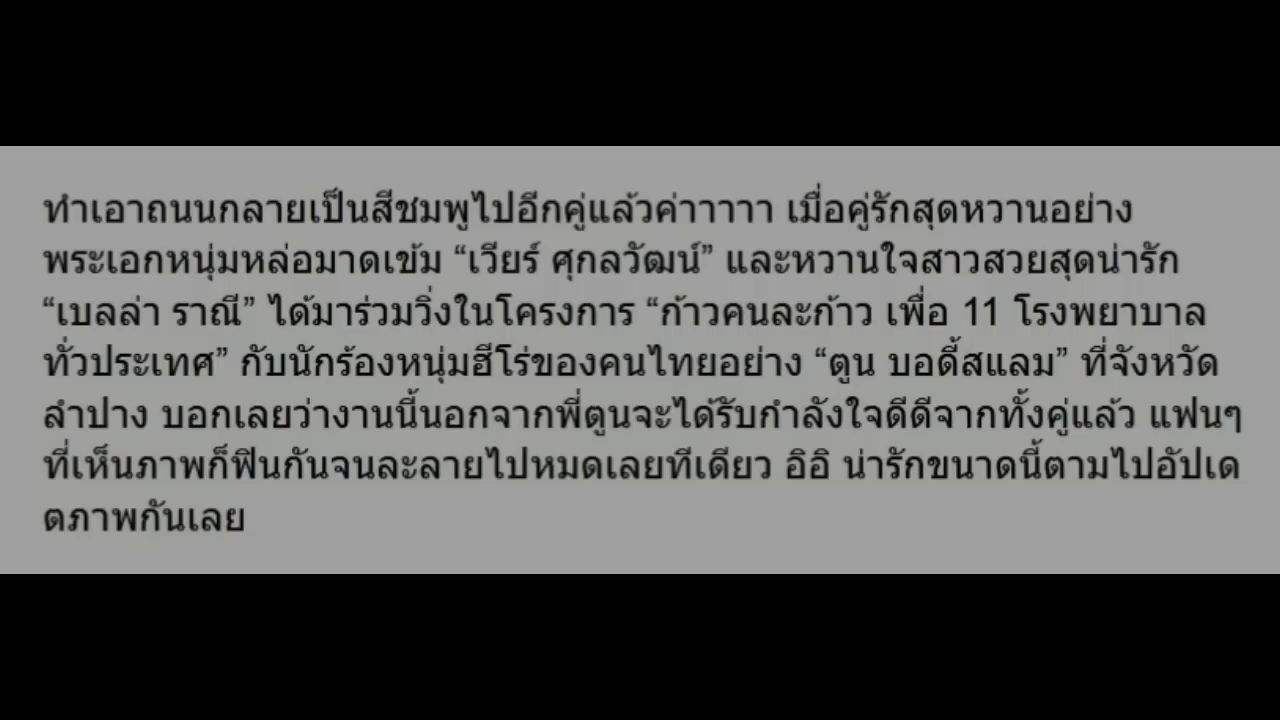 ทำเอาถนนกลายเป็นสีชมพูไปอีกคู่แล้วค่าาาาา เมื่อคู่รักสุดหวานอย่าง
พระเอกหนุ่มหล่อมาดเข้ม “เวียร์ ศุกลวัฒน์” และหวานใจสาวสวยสุดน่ารัก
“เบลล่า ราณี” ได้มาร่วมวิ่งในโครงการ “ก้าวคนละก้าว เพื่อ 11 โรงพยาบาล
ทั่วประเทศ” กับนักร้องหนุ่มฮีโร่ของคนไทยอย่าง “ตูน บอดี้สแลม” ที่จังหวัด
ลำปาง บอกเลยว่างานนี้นอกจากพี่ตูนจะได้รับกำลังใจดีดีจากทั้งคู่แล้ว แฟนๆ
ที่เห็นภาพก็ฟินกันจนละลายไปหมดเลยทีเดียว อิอิ น่ารักขนาดนี้ตามไปอัปเด
ตภาพกันเลย